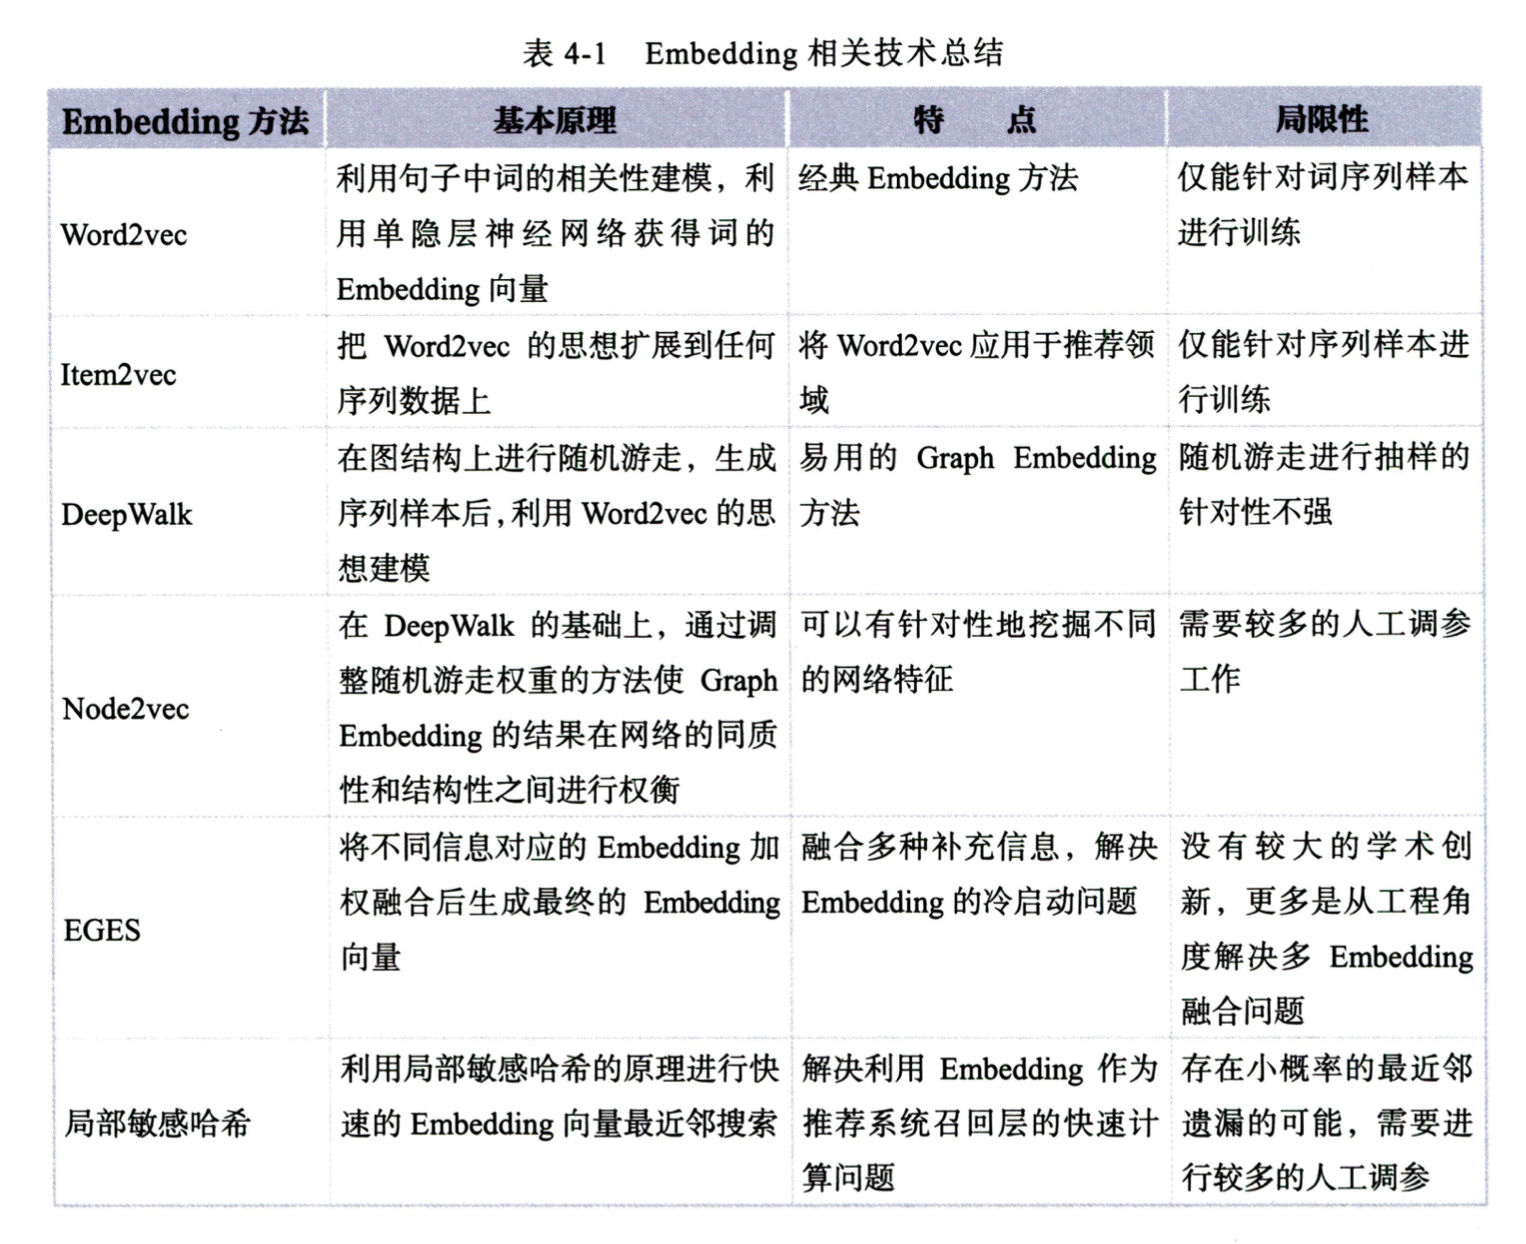 表 4-1 Embedding 相关技术总结
Embedding 方法 基本原理 特 点 局限性
Word2vec
利用句子中词的相关性建模，利
用单隐层神经网络获得词的
Embedding 向量
经典 Embedding 方法
仅能针对词序列样本
进行训练
Item2vec
把 Word2vec 的思想扩展到任何
序列数据上
将 Word2vec 应用于推荐领
域
仅能针对序列样本进
行训练
DeepWalk
在图结构上进行随机游走，生成
序列样本后，利用 Word2vec 的思
想建模
易用的 Graph Embedding
方法
随机游走进行抽样的
针对性不强
Node2vec
在 DeepWalk 的基础上，通过调
整随机游走权重的方法使 Graph
Embedding 的结果在网络的同质
性和结构性之间进行权衡
可以有针对性地挖掘不同
的网络特征
需要较多的人工调参
工作
EGES
将不同信息对应的 Embedding 加
权融合后生成最终的 Embedding
向量
融合多种补充信息，解决
Embedding 的冷启动问题
没有较大的学术创
新，更多是从工程角
度解决多 Embedding
融合问题
局部敏感哈希
利用局部敏感哈希的原理进行快
速的 Embedding 向量最近邻搜索
解决利用 Embedding 作为
推荐系统召回层的快速计
算问题
存在小概率的最近邻
遗漏的可能，需要进
行较多的人工调参